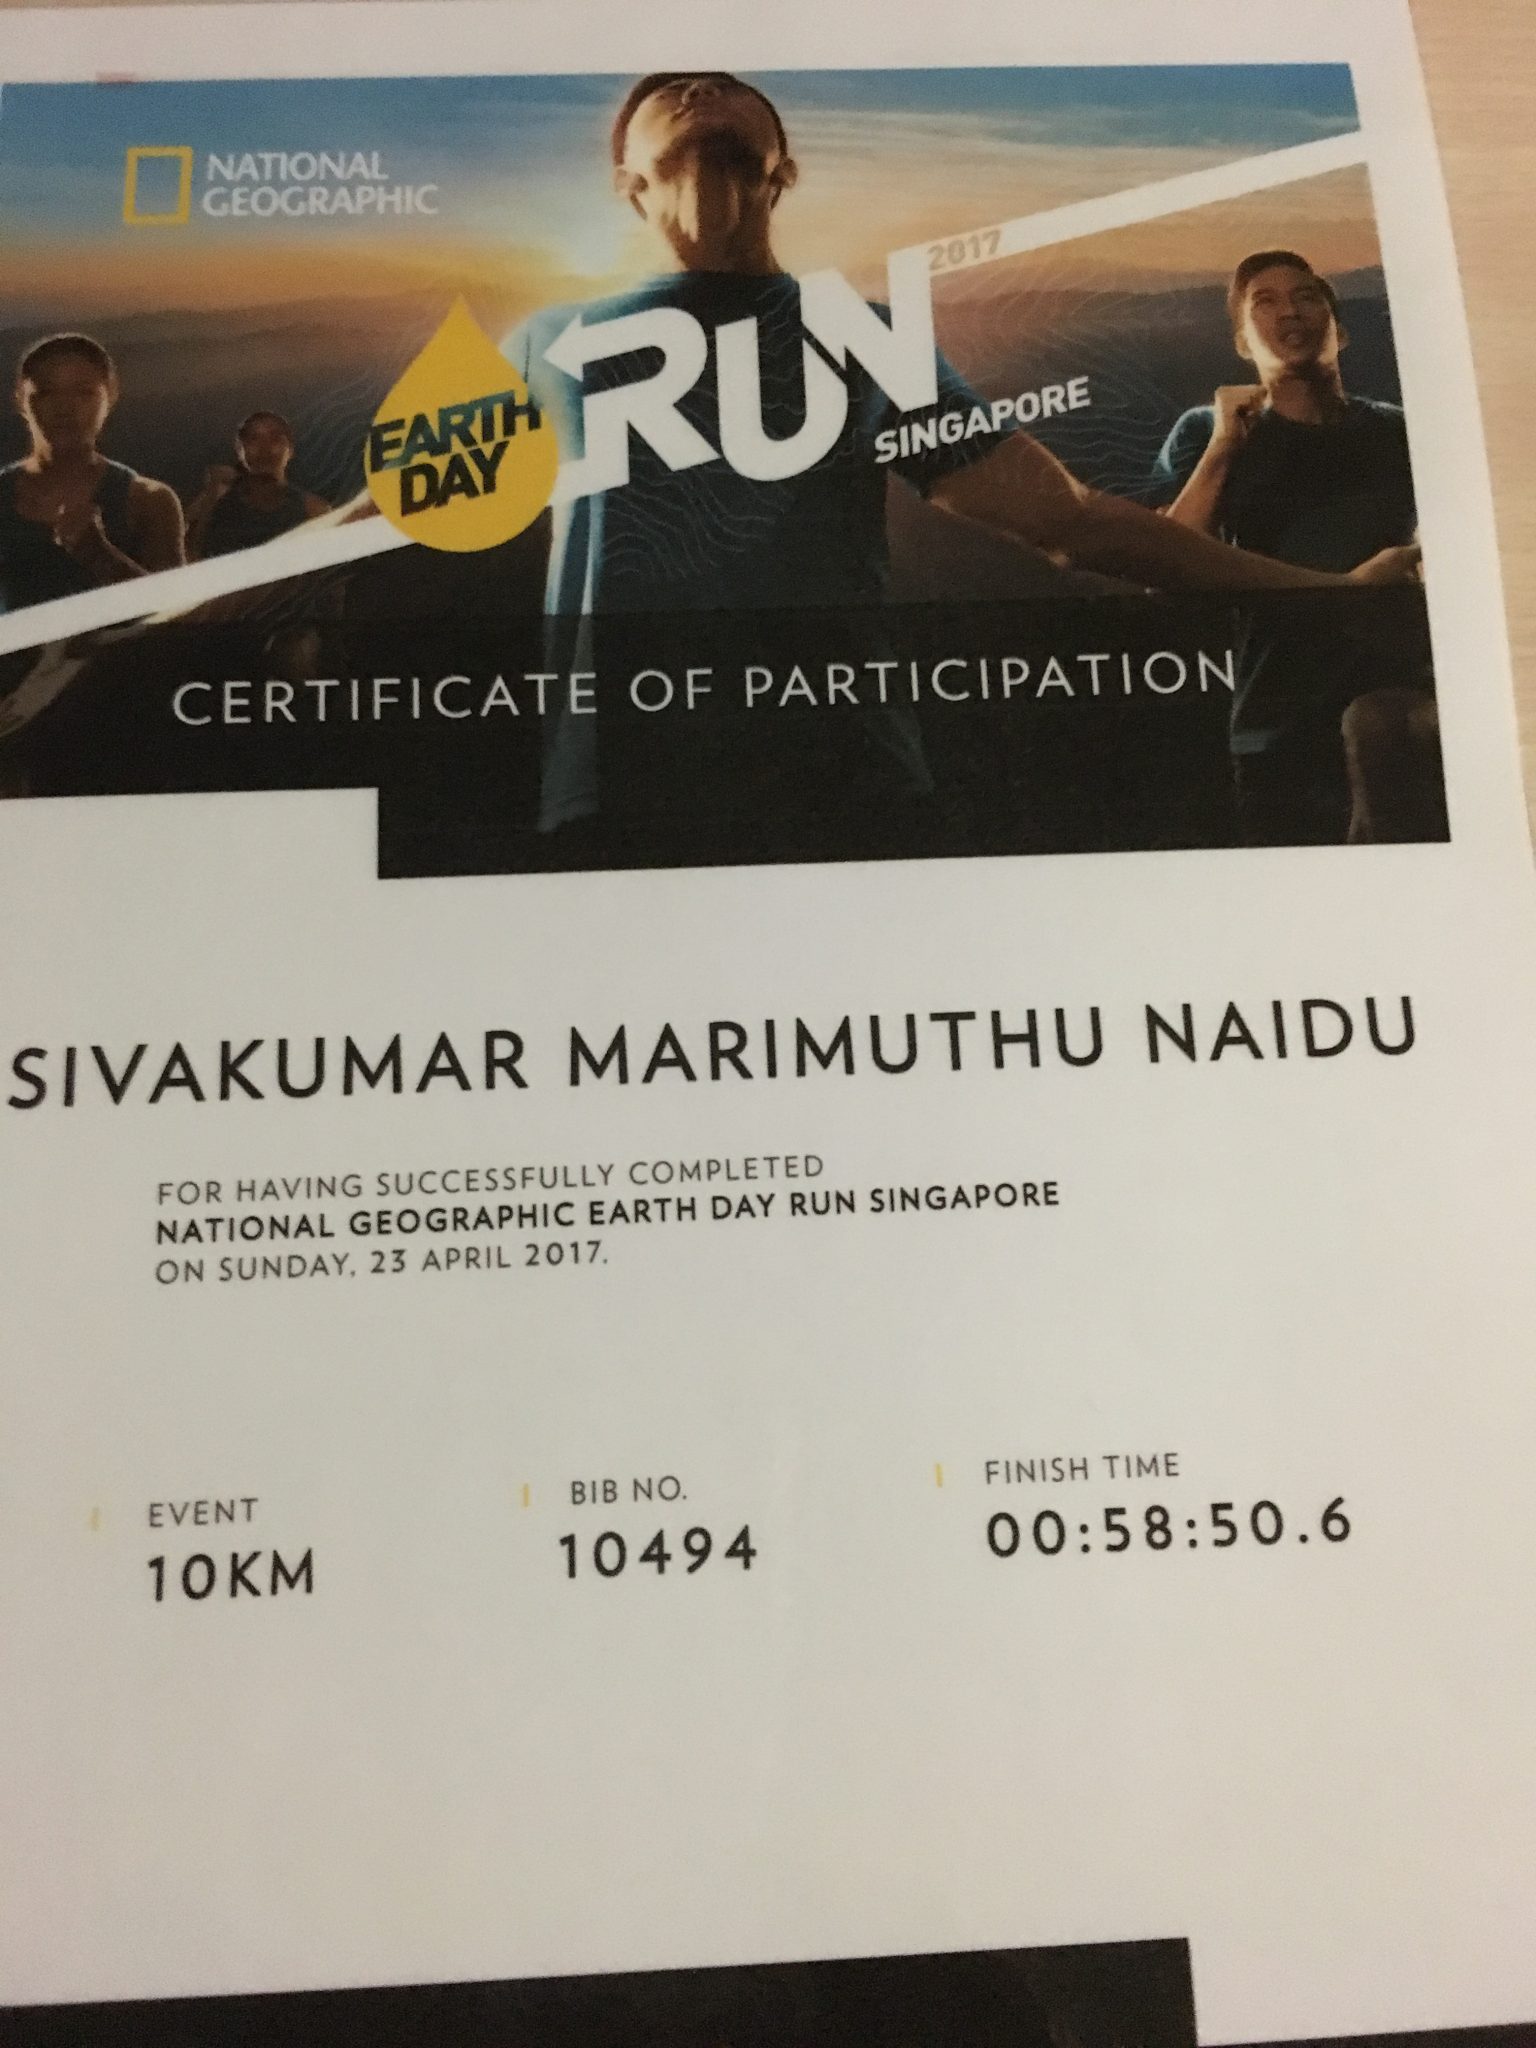 NATIONAL
GEOGRAPHIC
2017
EARTH
DAY
RUN
SINGAPORE
CERTIFICATE OF PARTICIPATION
SIVAKUMAR MARIMUTHU NAIDU
FOR HAVING SUCCESSFULLY COMPLETED
NATIONAL GEOGRAPHIC EARTH DAY RUN SINGAPORE
ON SUNDAY, 23 APRIL 2017.
EVENT
10KM
BIB NO.
10494
FINISH TIME
00:58:50.6